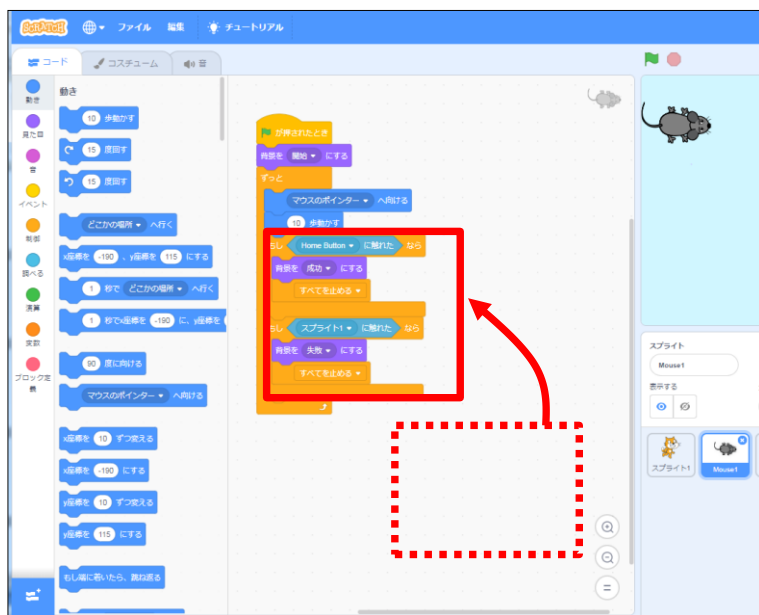 SCRATCH ファイル 編集 チュートリアル
コード コスチューム 音
動き
見た目
音
イベント
制御
調べる
演算
変数
ブロック定義
動き
10 歩動かす
15 度回す
15 度回す
どこかの場所 へ行く
x座標を -190 、y座標を 115 にする
1 秒で どこかの場所 へ行く
1 秒でx座標を -190 に、y座標を
90 度に向ける
マウスのポインター へ向ける
x座標を 10 ずつ変える
x座標を -190 にする
y座標を 10 ずつ変える
y座標を 115 にする
もし端に着いたら、跳ね返る
が押されたとき
背景を 開始 にする
ずっと
マウスのポインター へ向ける
10 歩動かす
もし Home Button に触れた なら
背景を 成功 にする
すべてを止める
もし スプライト1 に触れた なら
背景を 失敗 にする
すべてを止める
スプライト
Mouse1
表示する
スプライト1
Mouse1